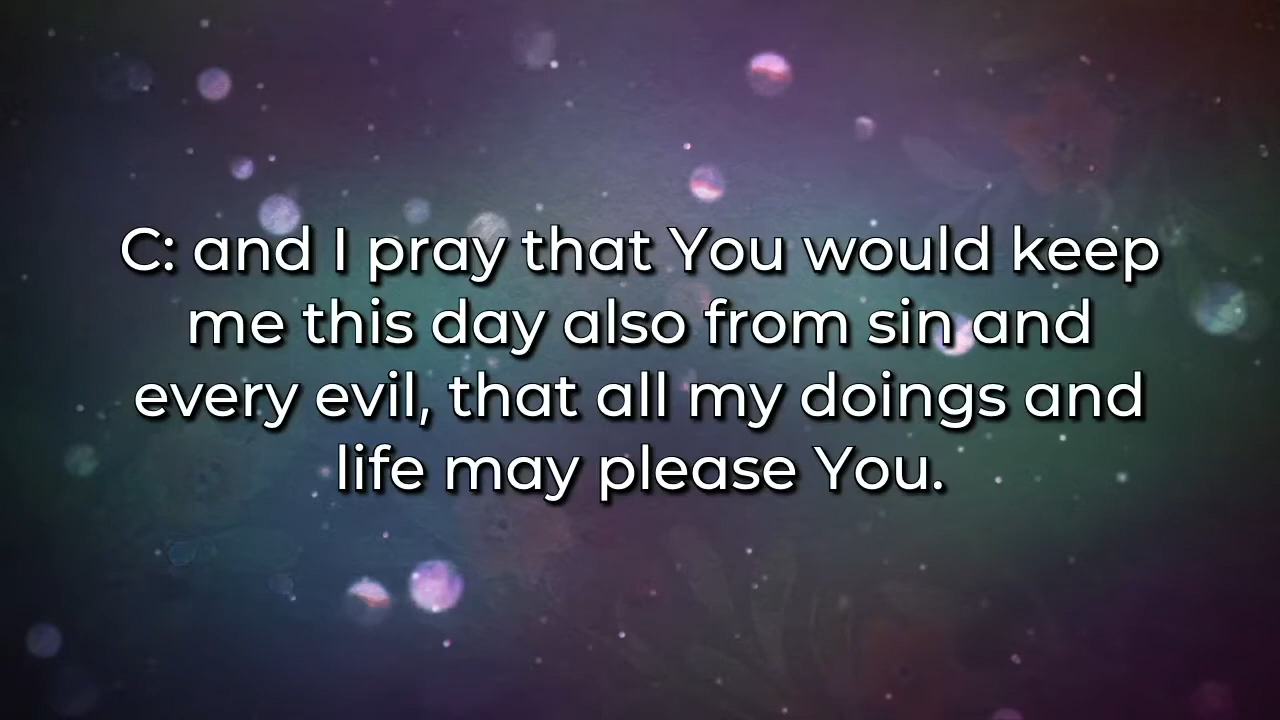 C: and I pray that You would keep
me this day also from sin and
every evil, that all my doings and
life may please You.